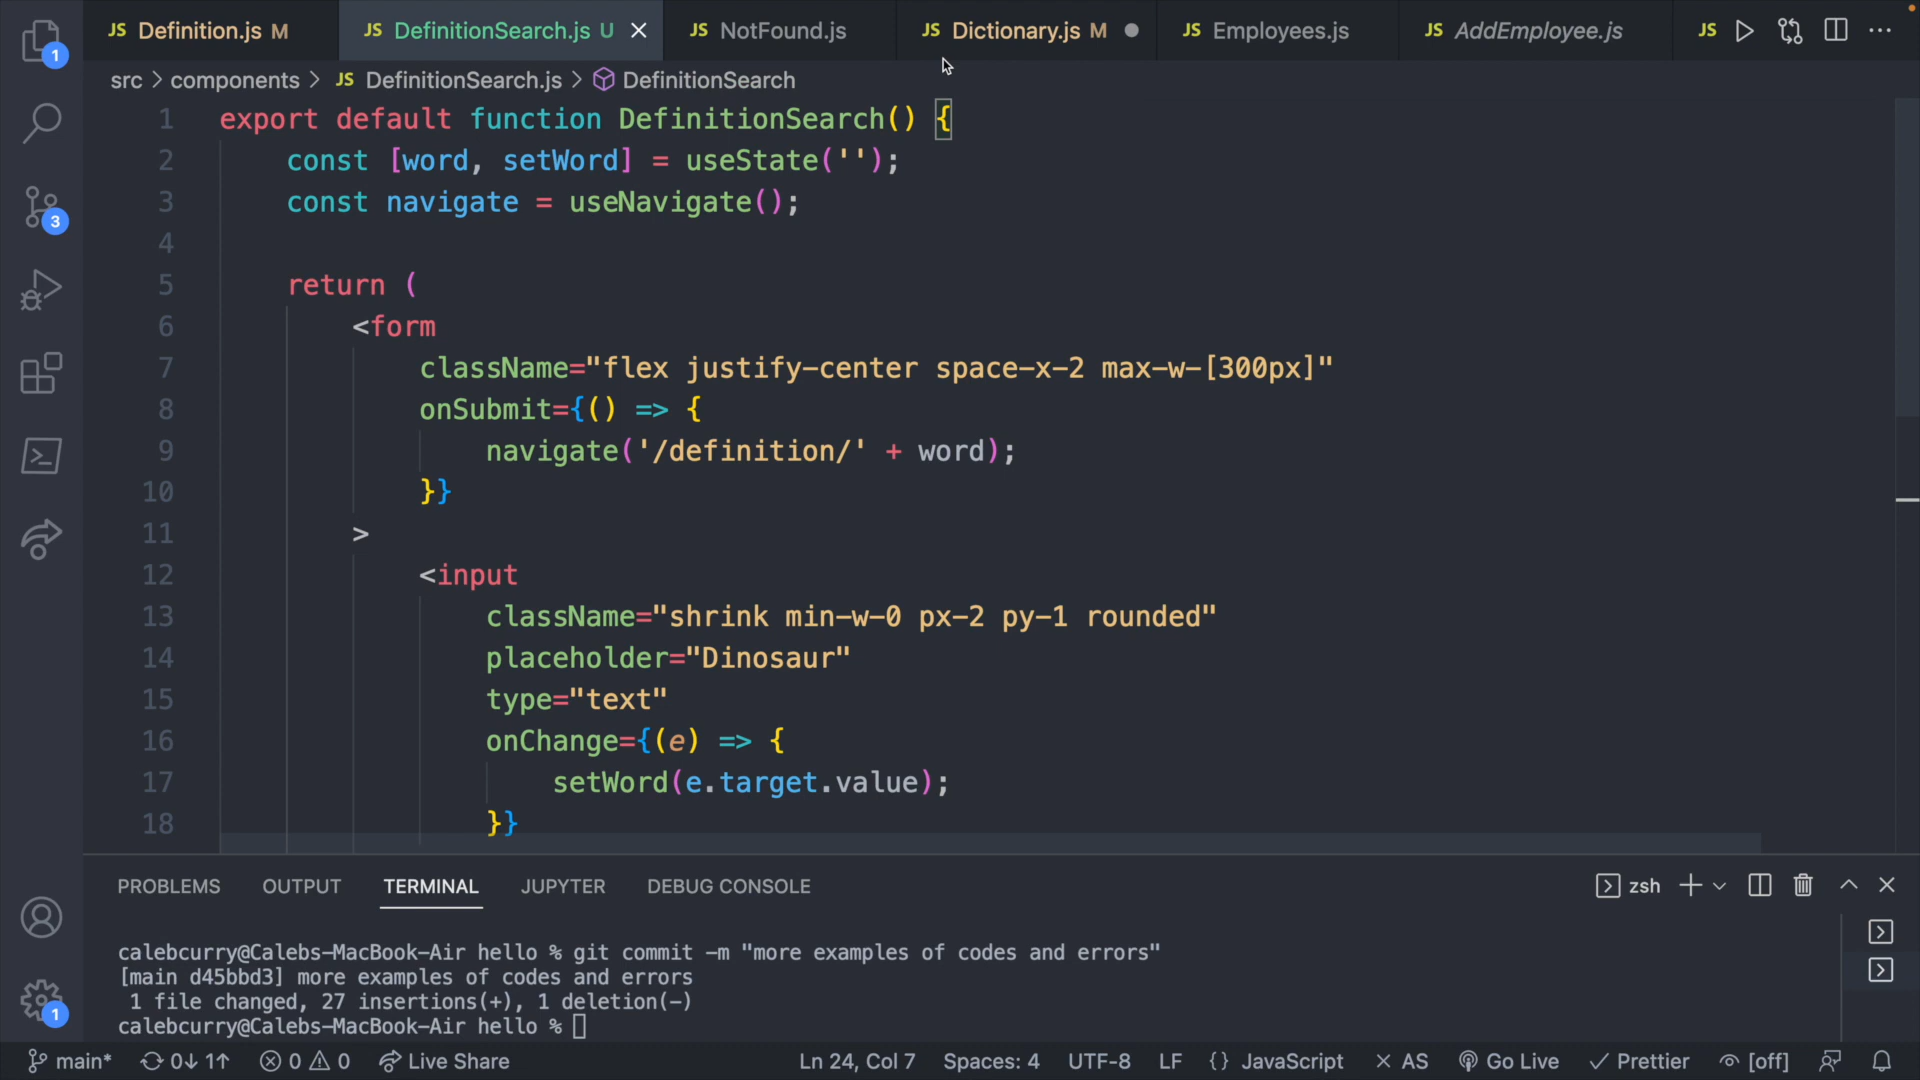 1
JS Definition.js M
JS DefinitionSearch.js U
JS NotFound.js
JS Dictionary.js M
JS Employees.js
JS AddEmployee.js
JS
src > components > JS DefinitionSearch.js > DefinitionSearch
3
1 export default function DefinitionSearch() {
2 const [word, setWord] = useState('');
3 const navigate = useNavigate();
4
5 return (
6 <form
7 className="flex justify-center space-x-2 max-w-[300px]"
8 onSubmit={() => {
9 navigate('/definition/' + word);
10 }}
11 >
12 <input
13 className="shrink min-w-0 px-2 py-1 rounded"
14 placeholder="Dinosaur"
15 type="text"
16 onChange={(e) => {
17 setWord(e.target.value);
18 }}
PROBLEMS OUTPUT TERMINAL JUPYTER DEBUG CONSOLE
zsh
calebcurry@Calebs-MacBook-Air hello % git commit -m "more examples of codes and errors"
[main d45bbd3] more examples of codes and errors
1 file changed, 27 insertions(+), 1 deletion(-)
calebcurry@Calebs-MacBook-Air hello %
1
main* 0↓ 1↑ 0 0 Live Share Ln 24, Col 7 Spaces: 4 UTF-8 LF {} JavaScript × AS Go Live ✓ Prettier [off]